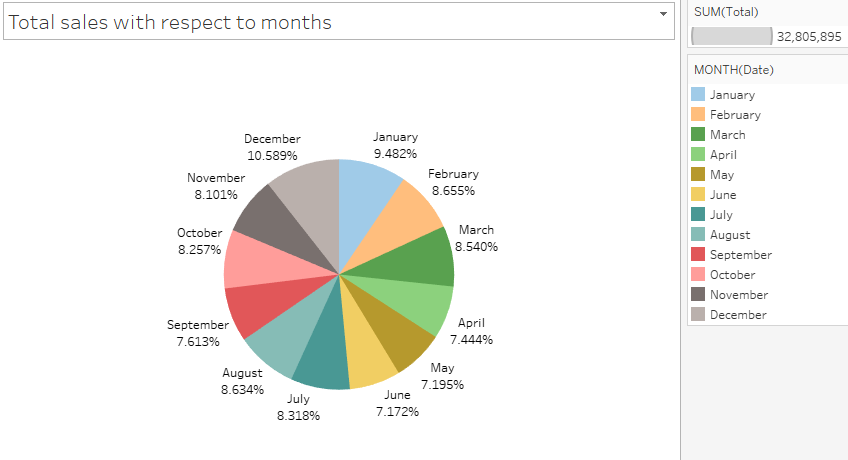 Total sales with respect to months
December
10.589%
January
9.482%
November
8.101%
February
8.655%
October
8.257%
March
8.540%
September
7.613%
April
7.444%
August
8.634%
May
7.195%
July
8.318%
June
7.172%
SUM(Total)
32,805,895
MONTH(Date)
January
February
March
April
May
June
July
August
September
October
November
December